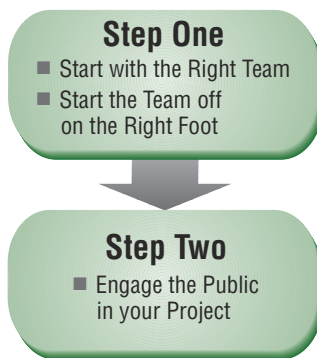 Step One
■ Start with the Right Team
■ Start the Team off
on the Right Foot
Step Two
■ Engage the Public
in your Project